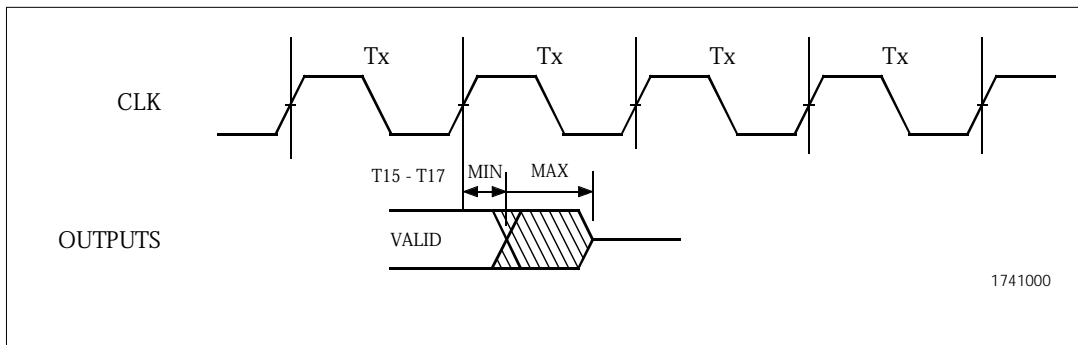 Tx Tx Tx Tx
CLK
T15 - T17 MIN MAX
OUTPUTS VALID
1741000